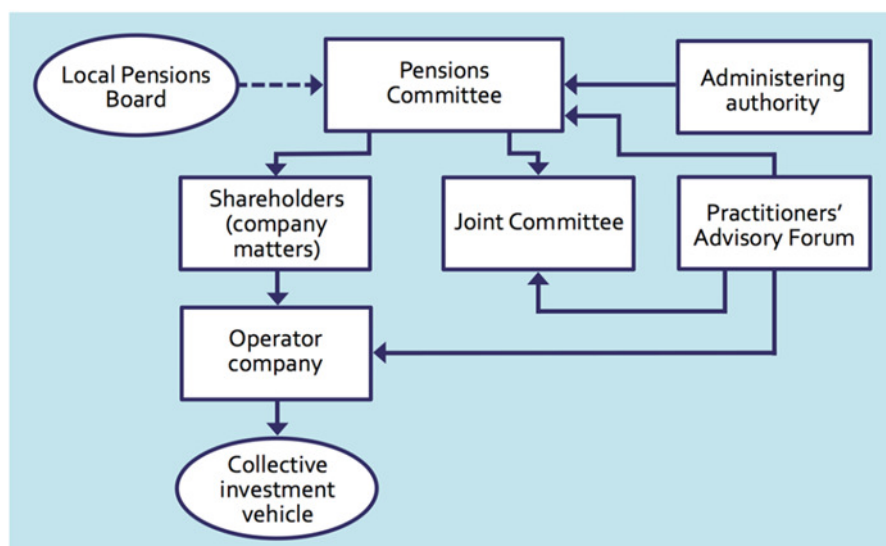 Local Pensions
Board
Pensions
Committee
Administering
authority
Shareholders
(company
matters)
Joint Committee
Practitioners’
Advisory Forum
Operator
company
Collective
investment
vehicle